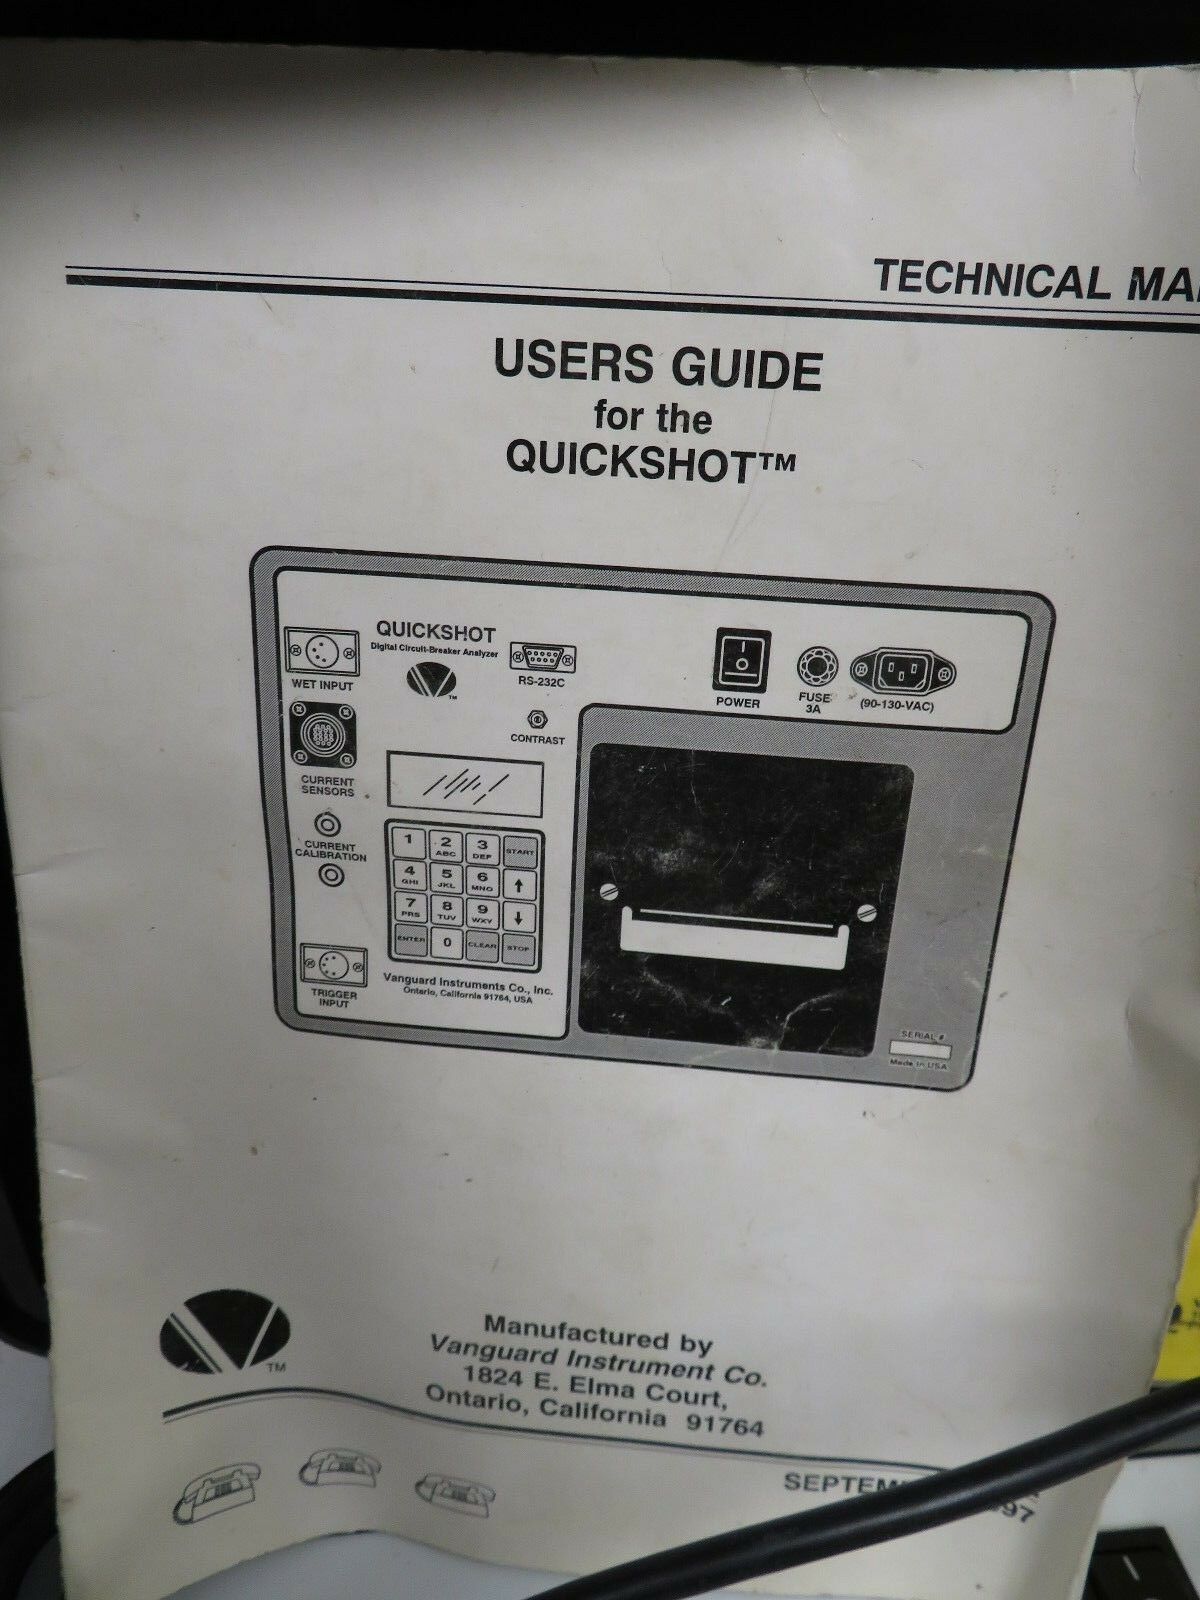 TECHNICAL
USERS GUIDE
for the
QUICKSHOT™
QUICKSHOT
Digital Circuit-Breaker Analyzer
TM
WET INPUT
RS-232C
CONTRAST
POWER
FUSE
3A
(90-130-VAC)
CURRENT
SENSORS
CURRENT
CALIBRATION
TRIGGER
INPUT
1
2 ABC
3 DEF
START
4 GHI
5 JKL
6 MNO
7 PRS
8 TUV
9 WXY
ENTER
0
CLEAR
STOP
Vanguard Instruments Co., Inc.
Ontario, California 91764, USA
SERIAL #
Made in USA
TM
Manufactured by
Vanguard Instrument Co.
1824 E. Elma Court,
Ontario, California 91764